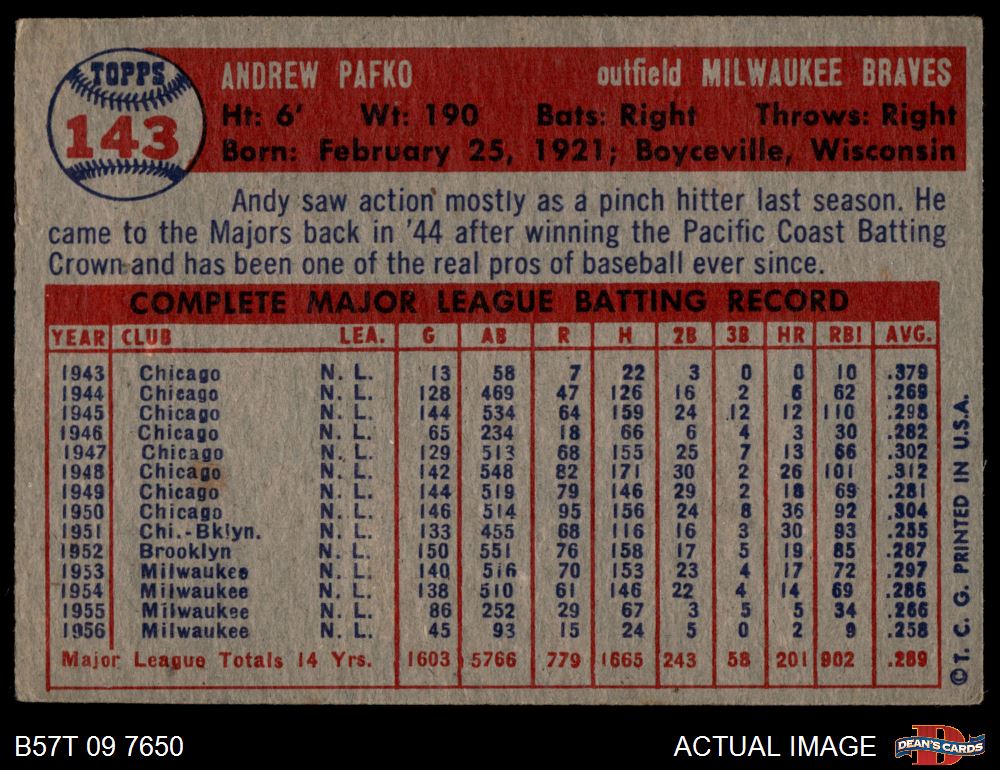 TOPPS
143
ANDREW PAFKO outfield MILWAUKEE BRAVES
Ht: 6' Wt: 190 Bats: Right Throws: Right
Born: February 25, 1921; Boyceville, Wisconsin
Andy saw action mostly as a pinch hitter last season. He
came to the Majors back in '44 after winning the Pacific Coast Batting
Crown and has been one of the real pros of baseball ever since.
COMPLETE MAJOR LEAGUE BATTING RECORD
YEAR CLUB LEA. G AB R H 2B 3B HR RBI AVG.
1943 Chicago N. L. 13 58 7 22 3 0 0 10 .379
1944 Chicago N. L. 128 469 47 126 16 2 6 62 .269
1945 Chicago N. L. 144 534 64 159 24 12 12 110 .298
1946 Chicago N. L. 65 234 18 66 6 4 3 30 .282
1947 Chicago N. L. 129 513 68 155 25 7 13 66 .302
1948 Chicago N. L. 142 548 82 171 30 2 26 101 .312
1949 Chicago N. L. 144 519 79 146 29 2 18 69 .281
1950 Chicago N. L. 146 514 95 156 24 8 36 92 .304
1951 Chi.-Bklyn. N. L. 133 455 68 116 16 3 30 93 .255
1952 Brooklyn N. L. 150 551 76 158 17 5 19 85 .287
1953 Milwaukee N. L. 140 516 70 153 23 4 17 72 .297
1954 Milwaukee N. L. 138 510 61 146 22 4 14 69 .286
1955 Milwaukee N. L. 86 252 29 67 3 5 5 34 .266
1956 Milwaukee N. L. 45 93 15 24 5 0 2 9 .258
Major League Totals 14 Yrs. 1603 5766 779 1665 243 58 201 902 .289
©T. C. G. PRINTED IN U.S.A.
B57T 09 7650 ACTUAL IMAGE
D
DEAN'S CARDS